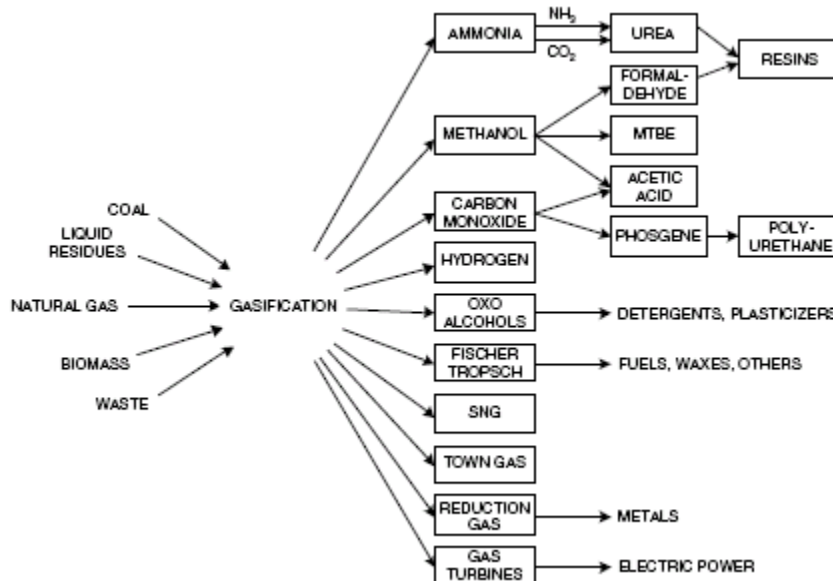 NH3
AMMONIA
UREA
CO2
RESINS
FORMAL-
DEHYDE
METHANOL
MTBE
ACETIC
ACID
CARBON
MONOXIDE
COAL
LIQUID
RESIDUES
PHOSGENE
POLY-
URETHANE
HYDROGEN
NATURAL GAS
GASIFICATION
OXO
ALCOHOLS
DETERGENTS, PLASTICIZERS
BIOMASS
FISCHER
TROPSCH
FUELS, WAXES, OTHERS
WASTE
SNG
TOWN GAS
REDUCTION
GAS
METALS
GAS
TURBINES
ELECTRIC POWER